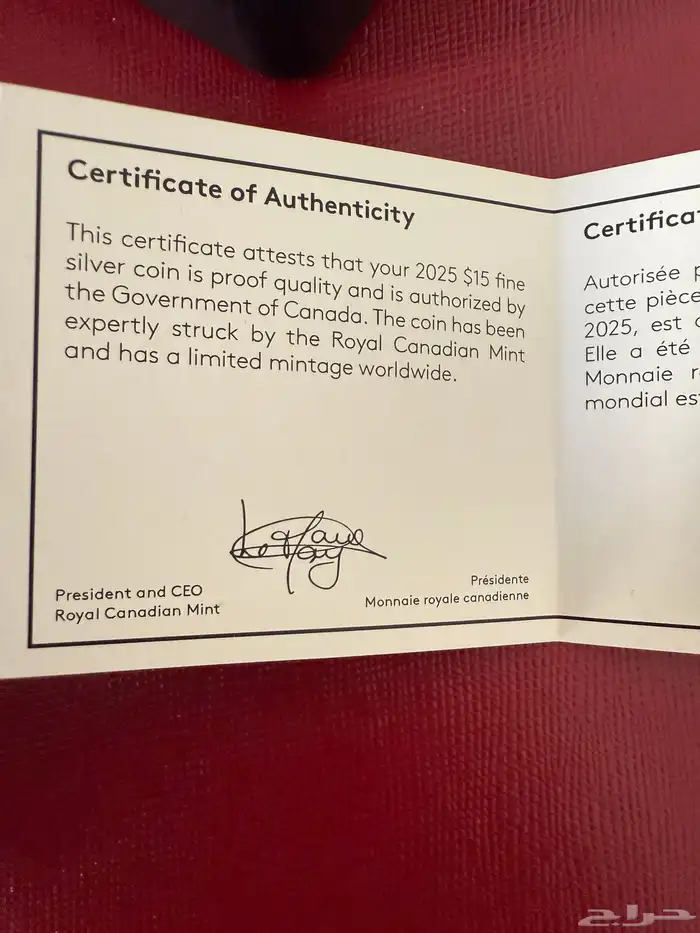 Certificate of Authenticity
This certificate attests that your 2025 $15 fine
silver coin is proof quality and is authorized by
the Government of Canada. The coin has been
expertly struck by the Royal Canadian Mint
and has a limited mintage worldwide.
President and CEO
Royal Canadian Mint
Présidente
Monnaie royale canadienne
Certifica
Autorisée p
cette pièce
2025, est
Elle a été
Monnaie r
mondial es
حراج